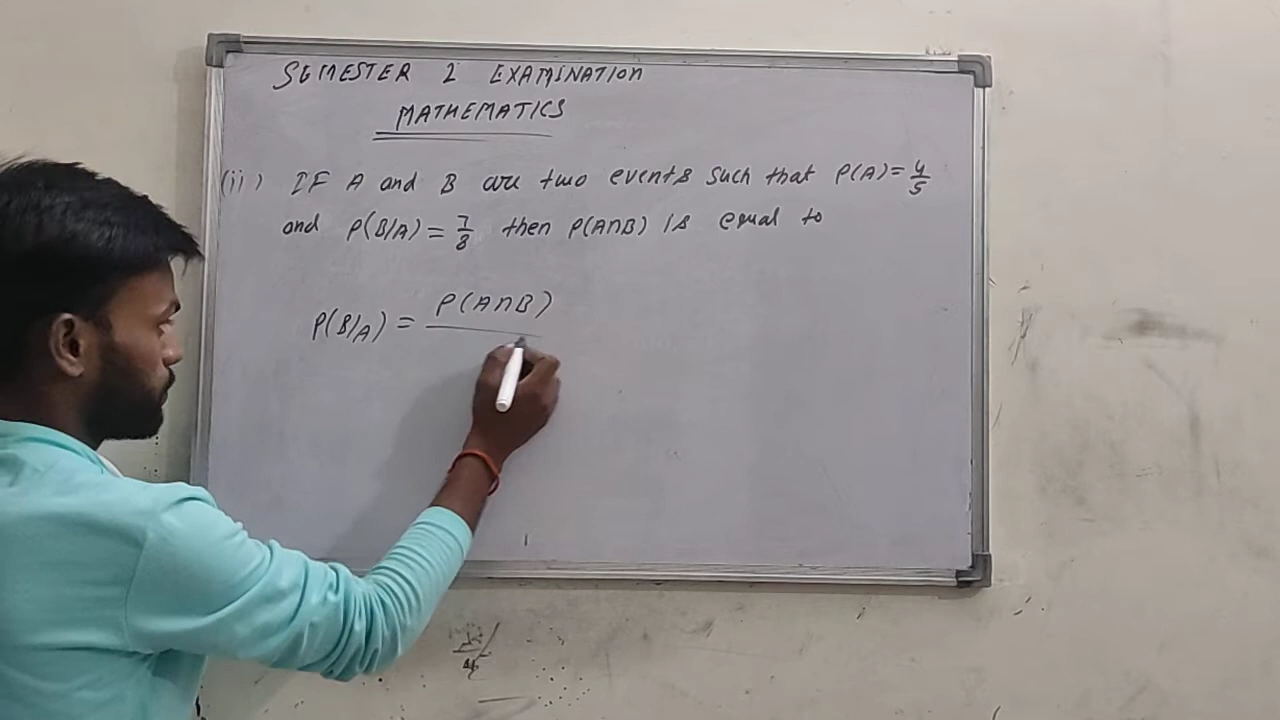 SEMESTER 2 EXAMINATION
MATHEMATICS
(ii) IF A and B are two events such that P(A)=4/5
and P(B/A) = 7/8 then P(A∩B) is equal to
P(B/A) = P(A∩B)